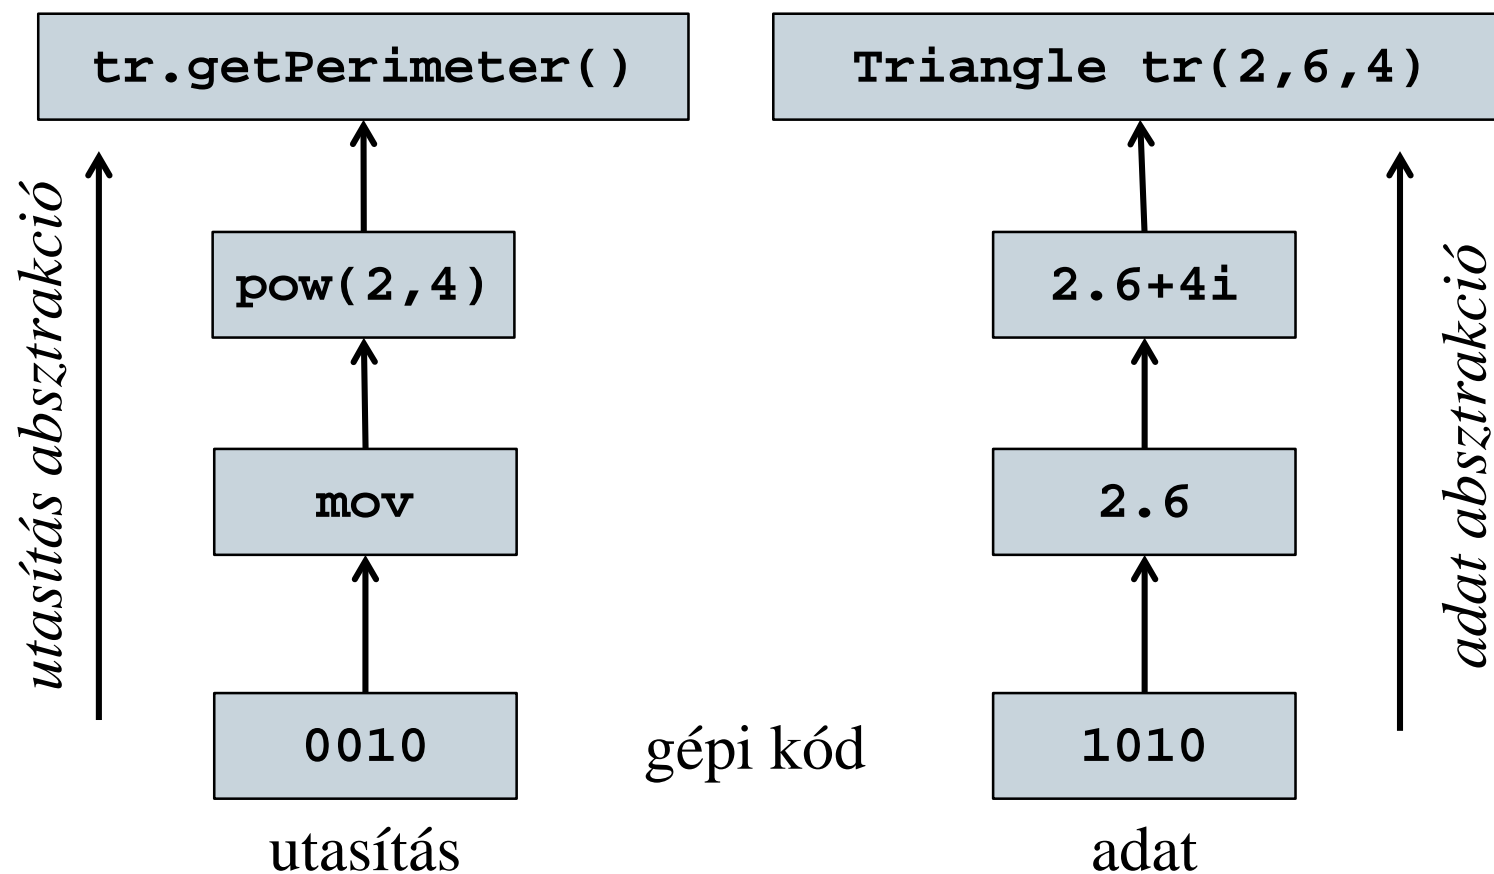 tr.getPerimeter()
Triangle tr(2,6,4)
utasítás absztrakció
pow(2,4)
2.6+4i
adat absztrakció
mov
2.6
0010
gépi kód
1010
utasítás
adat